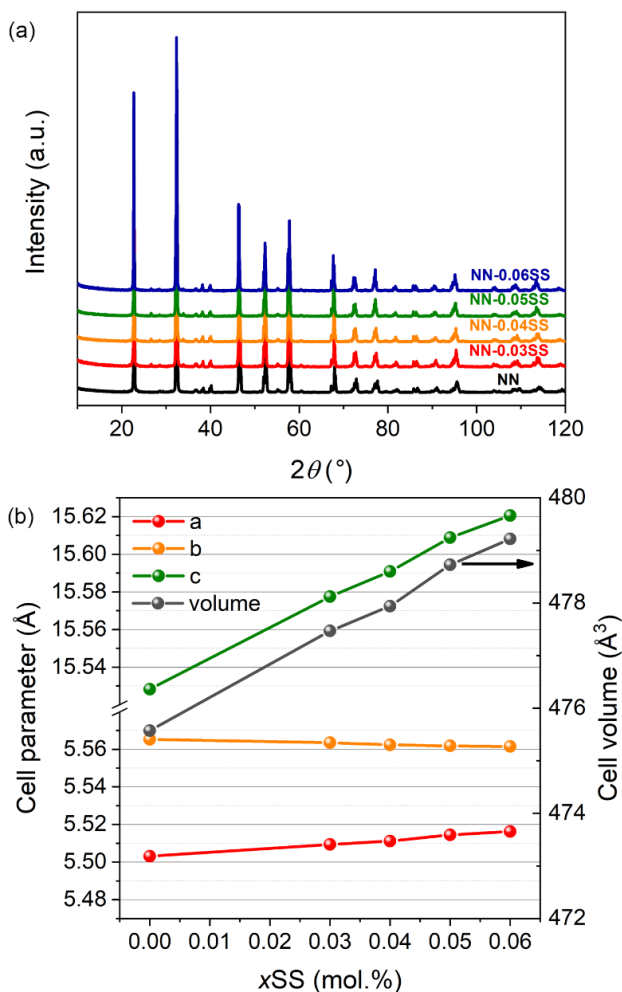 (a)
Intensity (a.u.)
NN-0.06SS
NN-0.05SS
NN-0.04SS
NN-0.03SS
NN
20 40 60 80 100 120
2θ (°)
(b)
a
b
c
volume
15.62
15.60
15.58
15.56
15.54
5.56
5.54
5.52
5.50
5.48
Cell parameter (Å)
480
478
476
474
472
Cell volume (Å³)
0.00 0.01 0.02 0.03 0.04 0.05 0.06
xSS (mol.%)